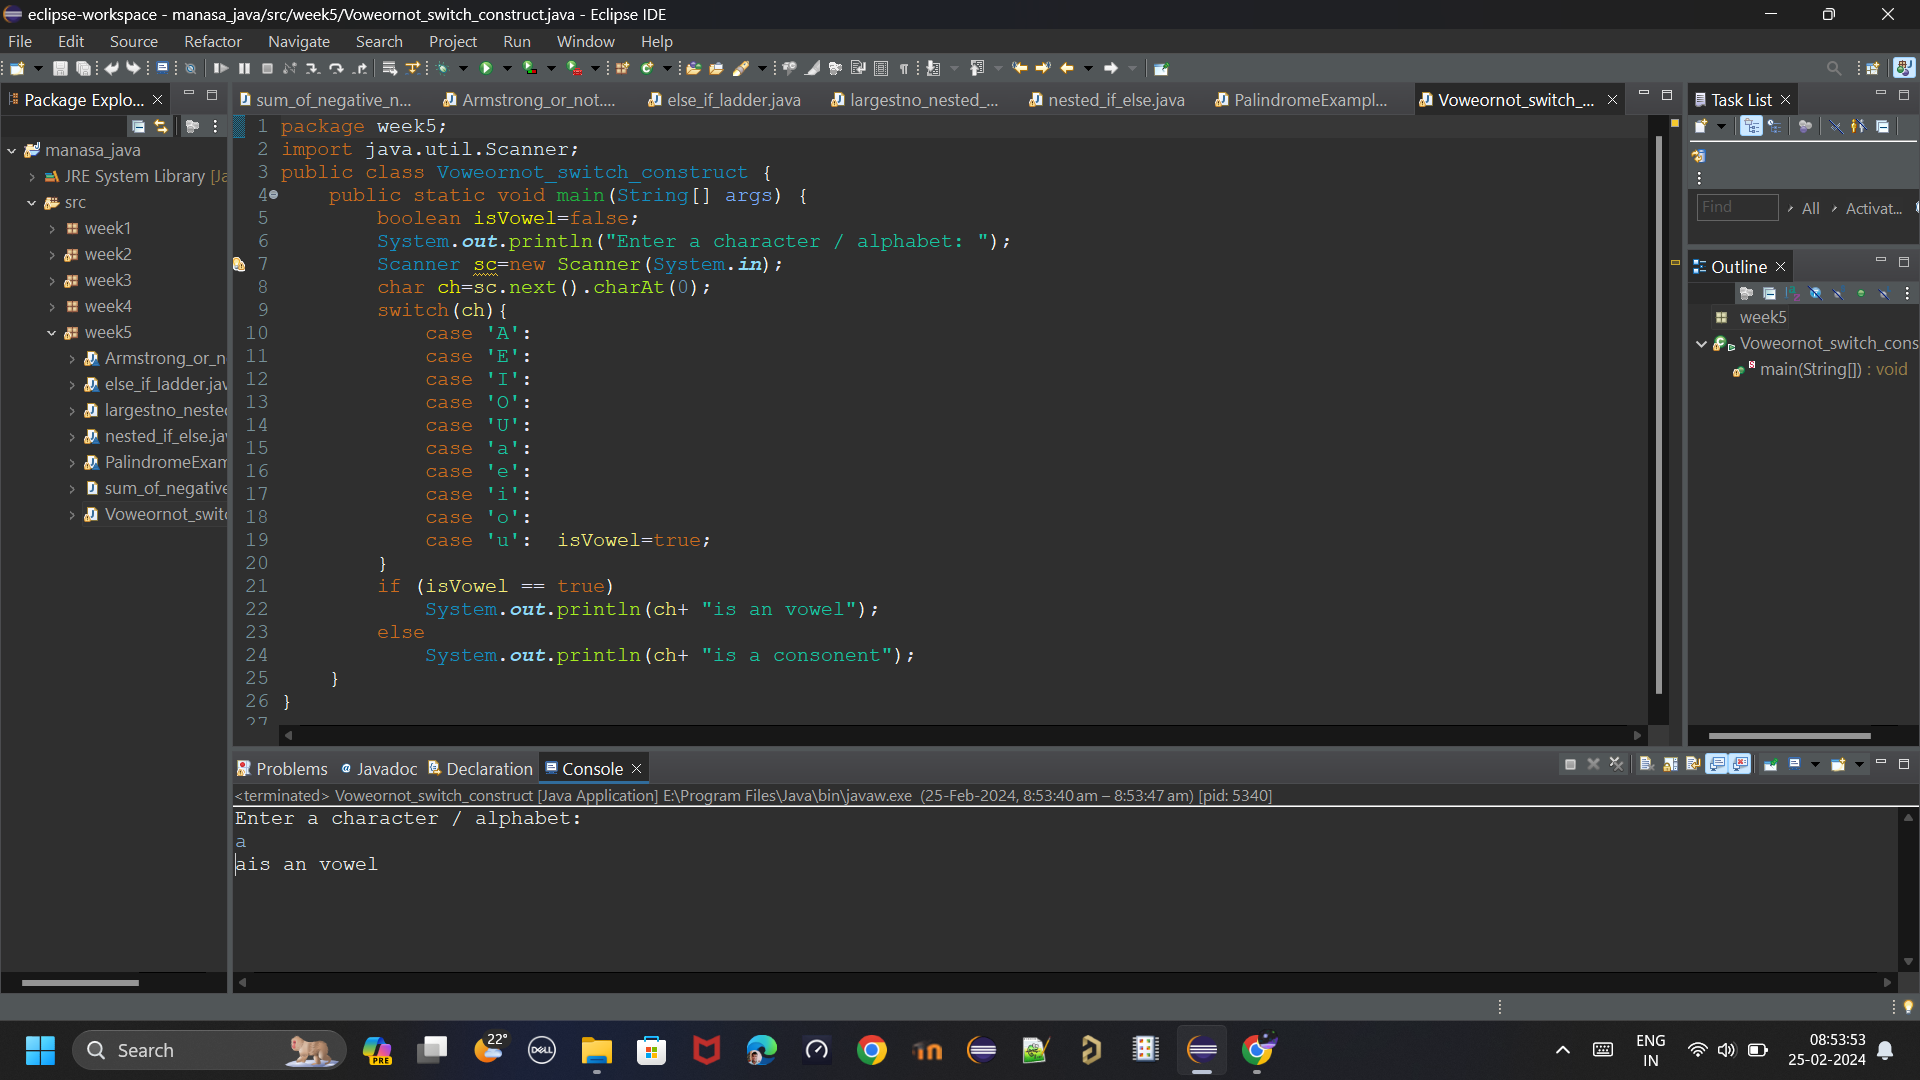 eclipse-workspace - manasa_java/src/week5/Voweornot_switch_construct.java - Eclipse IDE
File Edit Source Refactor Navigate Search Project Run Window Help
Package Explo...
sum_of_negative_n... Armstrong_or_not.... else_if_ladder.java largestno_nested_... nested_if_else.java PalindromeExampl... Voweornot_switch_...
Task List
manasa_java
JRE System Library [Ja
src
week1
week2
week3
week4
week5
Armstrong_or_n
else_if_ladder.jav
largestno_nested
nested_if_else.jav
PalindromeExam
sum_of_negative
Voweornot_switc
1 package week5;
2 import java.util.Scanner;
3 public class Voweornot_switch_construct {
4 public static void main(String[] args) {
5 boolean isVowel=false;
6 System.out.println("Enter a character / alphabet: ");
7 Scanner sc=new Scanner(System.in);
8 char ch=sc.next().charAt(0);
9 switch(ch){
10 case 'A':
11 case 'E':
12 case 'I':
13 case 'O':
14 case 'U':
15 case 'a':
16 case 'e':
17 case 'i':
18 case 'o':
19 case 'u': isVowel=true;
20 }
21 if (isVowel == true)
22 System.out.println(ch+ "is an vowel");
23 else
24 System.out.println(ch+ "is a consonent");
25 }
26 }
27
Find All Activat...
Outline
week5
Voweornot_switch_cons
main(String[]) : void
Problems @ Javadoc Declaration Console
<terminated> Voweornot_switch_construct [Java Application] E:\Program Files\Java\bin\javaw.exe (25-Feb-2024, 8:53:40 am – 8:53:47 am) [pid: 5340]
Enter a character / alphabet:
a
ais an vowel
Search
PRE
22°
DELL
ENG
IN
08:53:53
25-02-2024